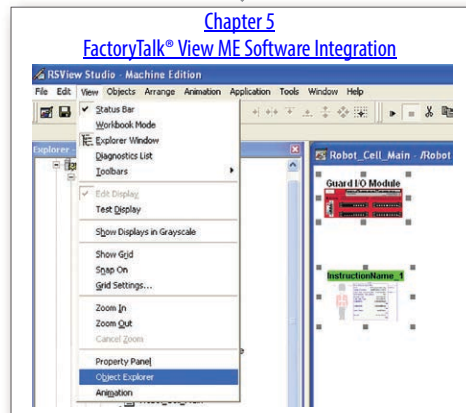 Chapter 5
FactoryTalk® View ME Software Integration
RSView Studio - Machine Edition
File Edit View Objects Arrange Animation Application Tools Window Help
Status Bar
Workbook Mode
Explorer Window
Diagnostics List
Toolbars
Edit Display
Test Display
Show Displays in Grayscale
Show Grid
Snap On
Grid Settings...
Zoom In
Zoom Out
Cancel Zoom
Property Panel
Object Explorer
Animation
Explorer -
Robot_Cell_Main - /Robot
Guard I/O Module
InstructionName_1